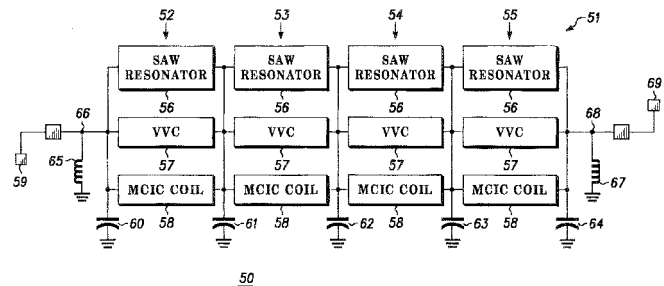 52 53 54 55 51
SAW RESONATOR SAW RESONATOR SAW RESONATOR SAW RESONATOR
56 56 56 56 69
66 68
VVC VVC VVC VVC
59 65 57 57 57 57 67
MCIC COIL MCIC COIL MCIC COIL MCIC COIL
60 58 61 58 62 58 63 58 64
50